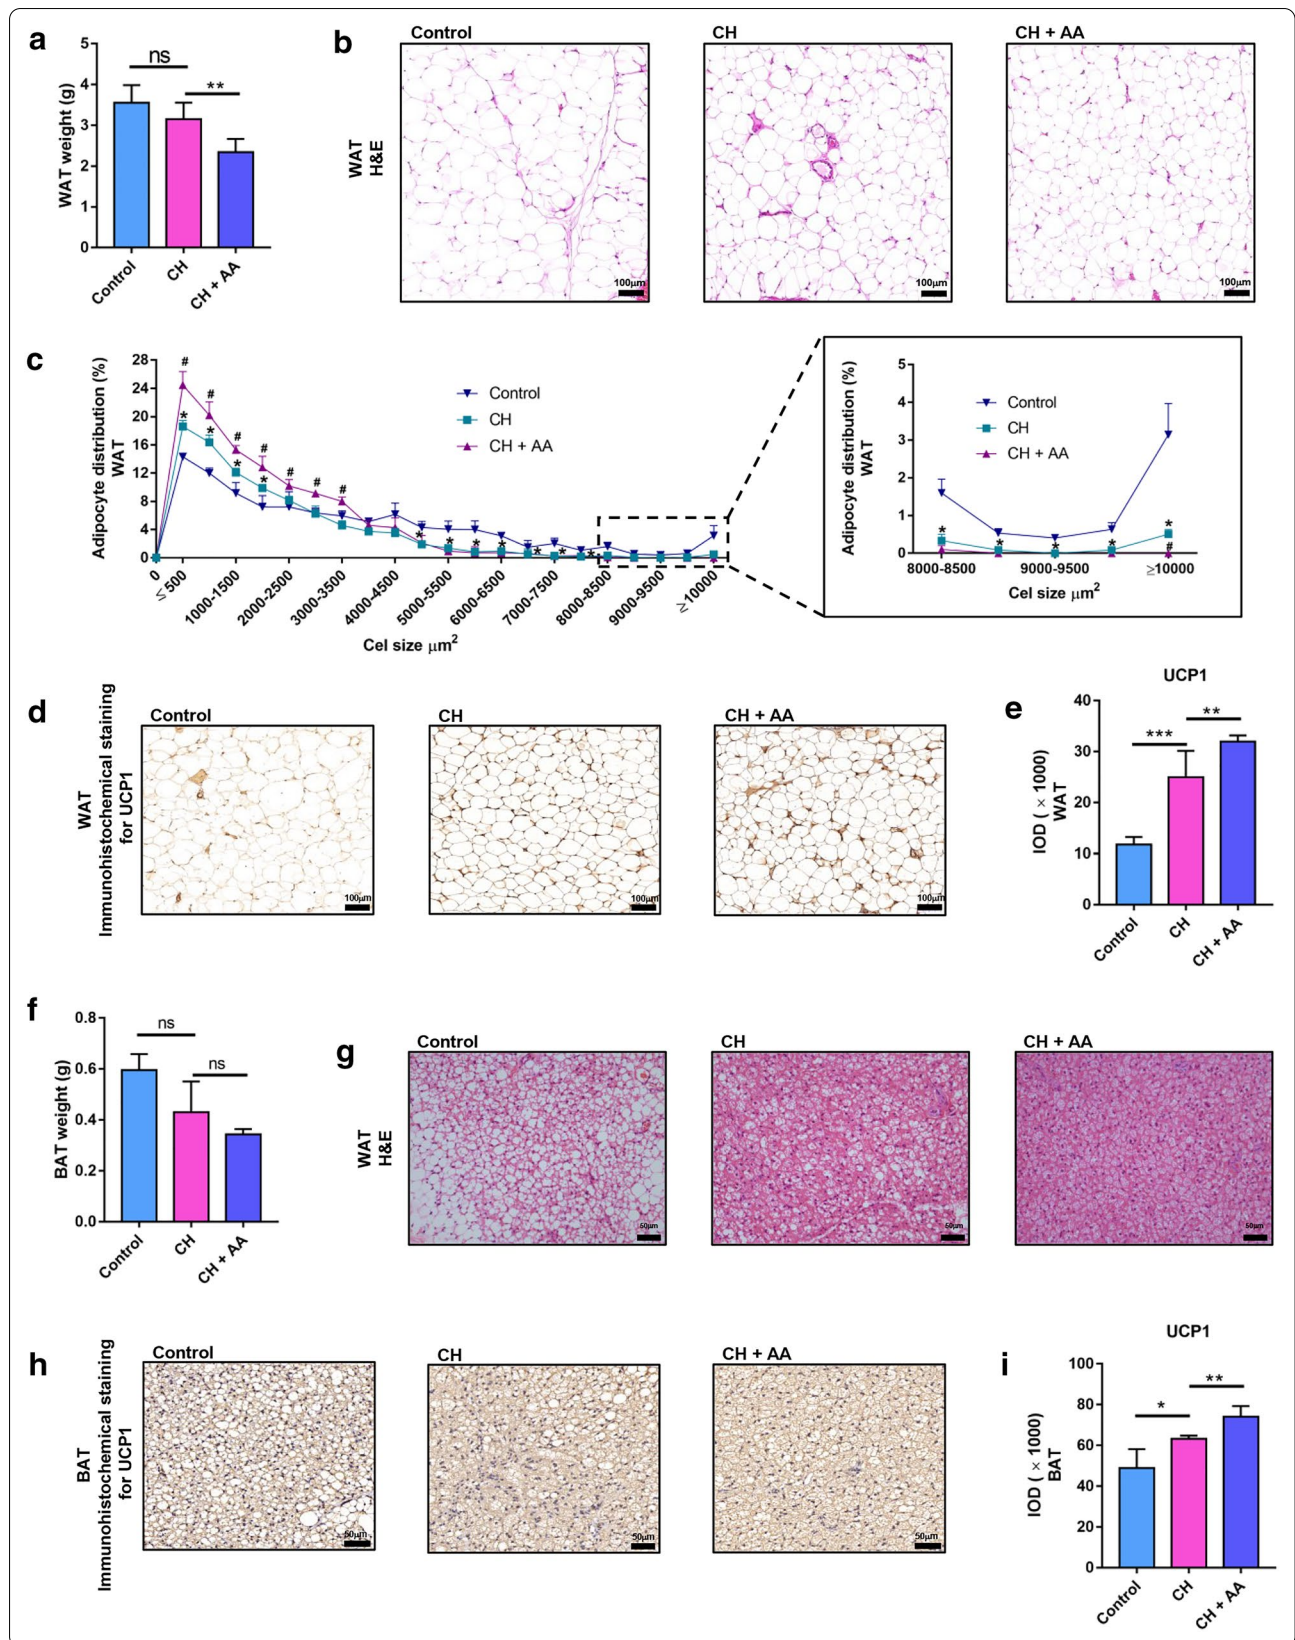 a
WAT weight (g)
5
4
3
2
1
0
ns
**
Control
CH
CH + AA
b
WAT
H&E
Control
CH
CH + AA
100μm
100μm
100μm
c
Adipocyte distribution (%)
WAT
28
24
20
16
12
8
4
0
# # # # # # #
* * * * * * * * * *
Control
CH
CH + AA
0
≤ 500
1000-1500
2000-2500
3000-3500
4000-4500
5000-5500
6000-6500
7000-7500
8000-8500
9000-9500
≥ 10000
Cel size μm²
Adipocyte distribution (%)
WAT
5
4
3
2
1
0
Control
CH
CH + AA
* * * * *
#
8000-8500
9000-9500
≥10000
Cel size μm²
d
WAT
Immunohistochemical staining
for UCP1
Control
CH
CH + AA
100μm
100μm
100μm
e
UCP1
IOD ( × 1000)
WAT
40
30
20
10
0
***
**
Control
CH
CH + AA
f
BAT weight (g)
0.8
0.6
0.4
0.2
0.0
ns
ns
Control
CH
CH + AA
g
WAT
H&E
Control
CH
CH + AA
50μm
50μm
50μm
h
BAT
Immunohistochemical staining
for UCP1
Control
CH
CH + AA
50μm
50μm
50μm
i
UCP1
IOD ( × 1000)
BAT
100
80
60
40
20
0
*
**
Control
CH
CH + AA